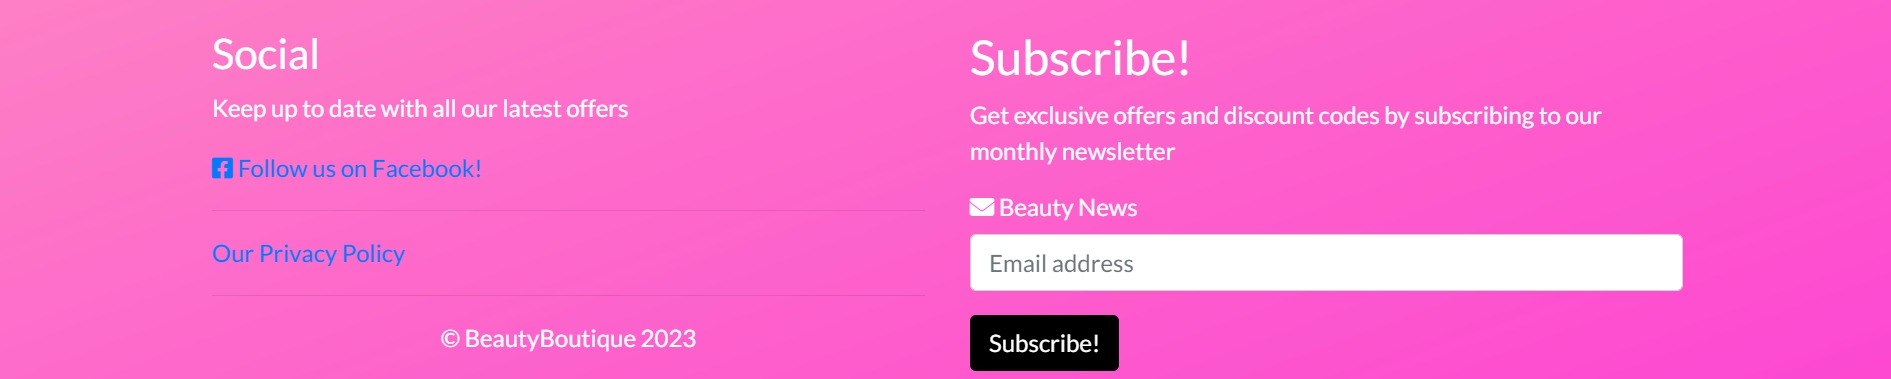 Social
Keep up to date with all our latest offers
Follow us on Facebook!
Our Privacy Policy
© BeautyBoutique 2023
Subscribe!
Get exclusive offers and discount codes by subscribing to our
monthly newsletter
Beauty News
Email address
Subscribe!